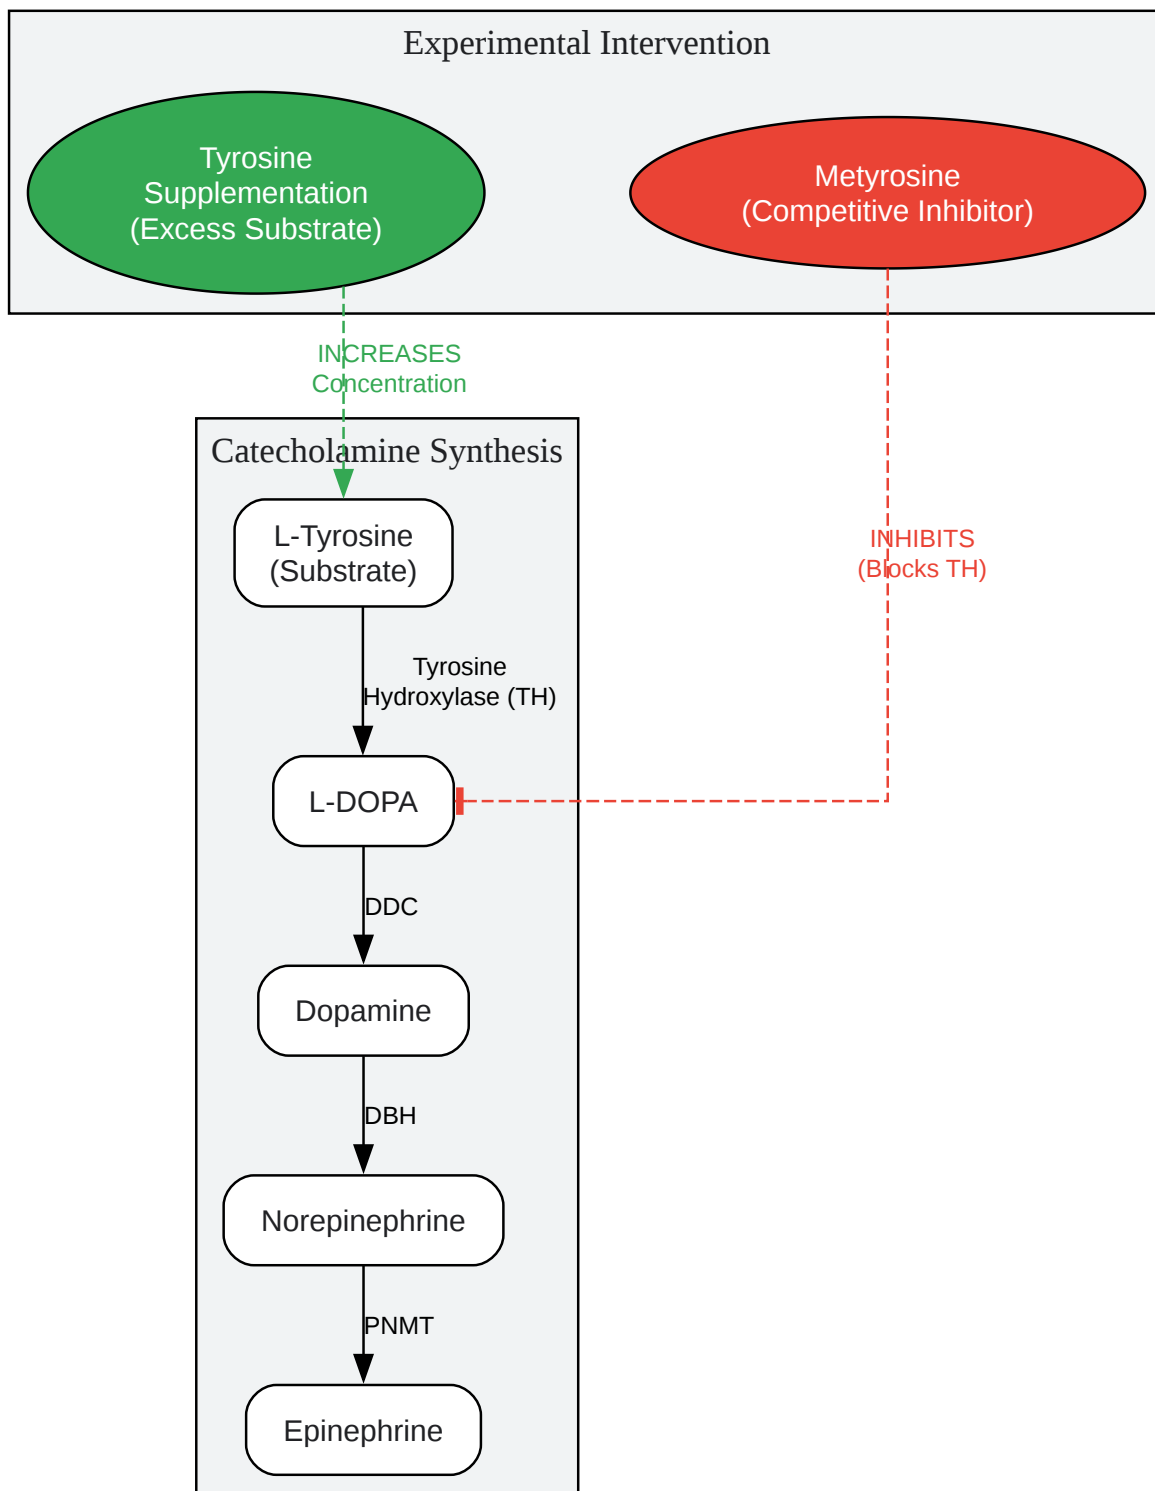 Experimental Intervention
Tyrosine
Supplementation
(Excess Substrate)
Metyrosine
(Competitive Inhibitor)
INCREASES
Concentration
Catecholamine Synthesis
L-Tyrosine
(Substrate)
INHIBITS
(Blocks TH)
Tyrosine
Hydroxylase (TH)
L-DOPA
DDC
Dopamine
DBH
Norepinephrine
PNMT
Epinephrine